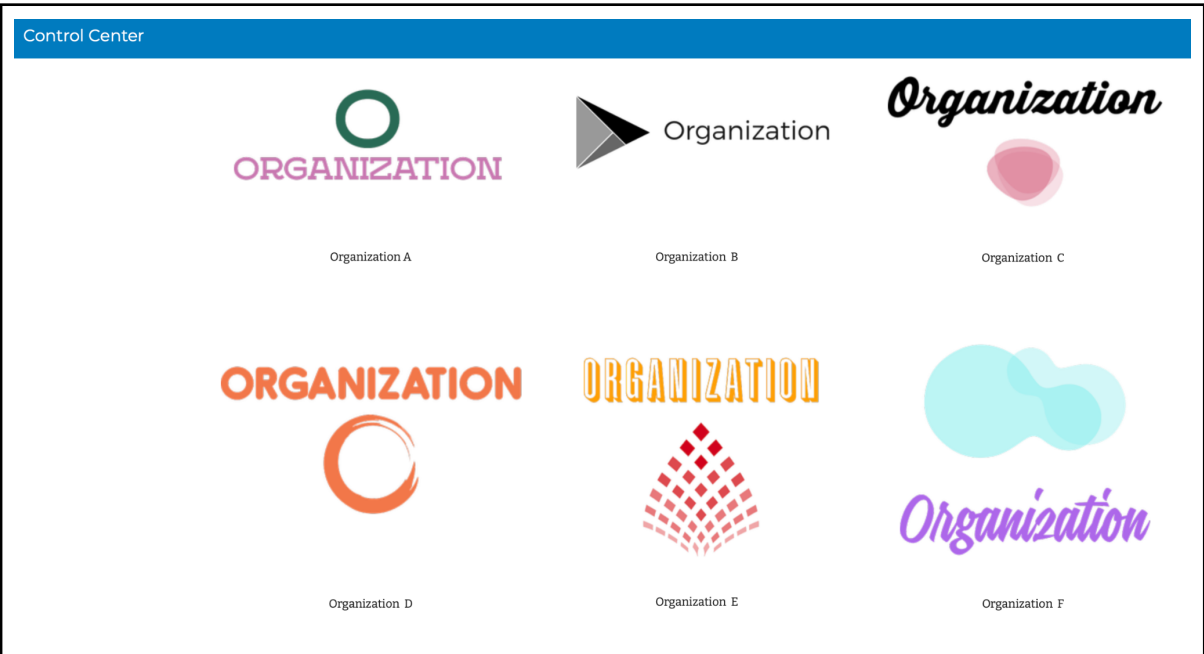 Control Center
ORGANIZATION
Organization
Organization
Organization A
Organization B
Organization C
ORGANIZATION
ORGANIZATION
Organization
Organization D
Organization E
Organization F